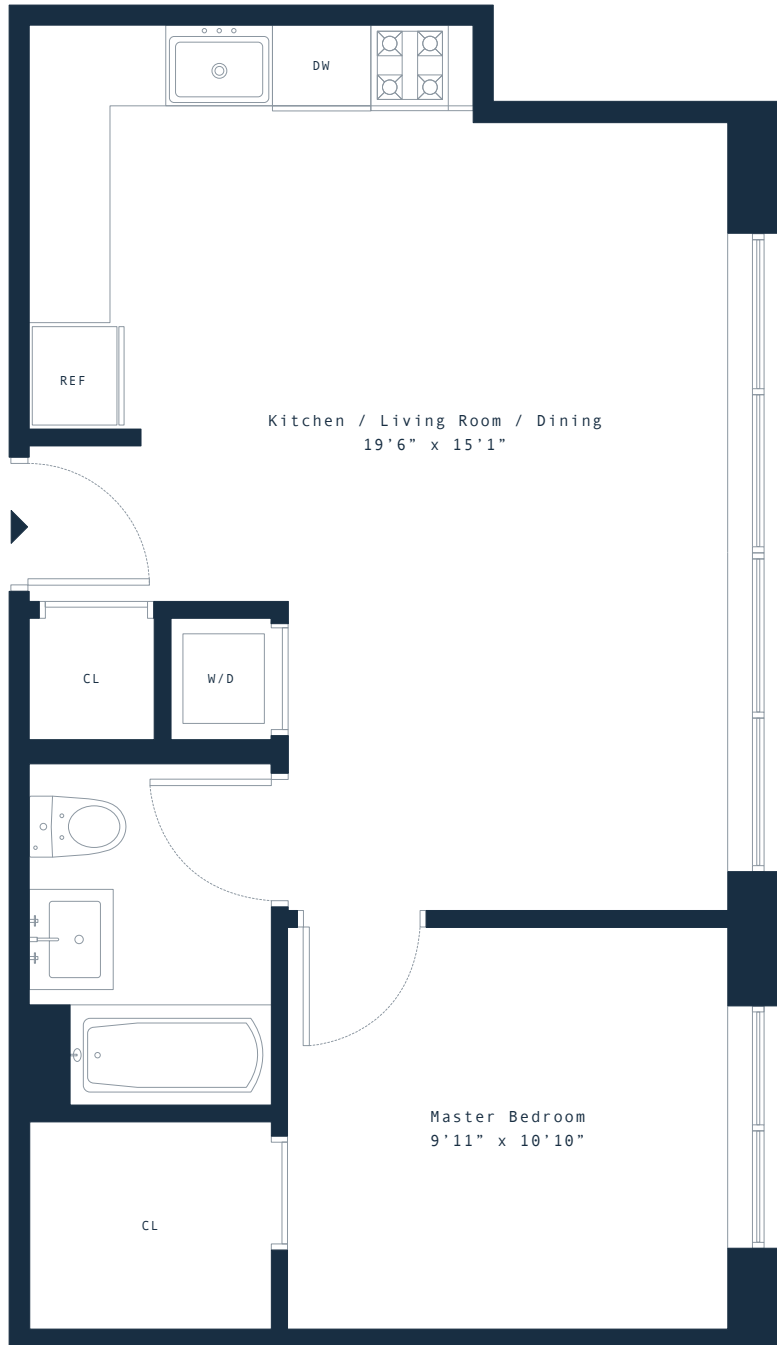 DW
REF
Kitchen / Living Room / Dining
19’6” x 15’1”
CL
W/D
Master Bedroom
9’11” x 10’10”
CL